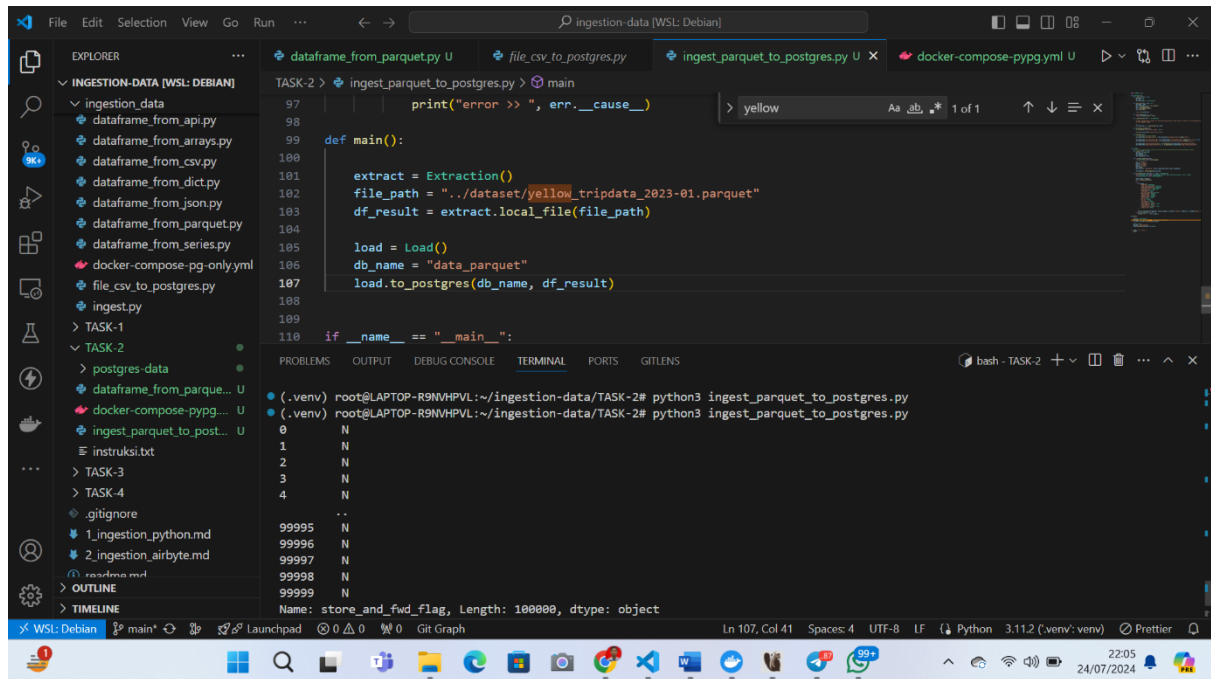 File Edit Selection View Go Run ... ingestion-data [WSL: Debian]
EXPLORER ...
INGESTION-DATA [WSL: DEBIAN]
ingestion_data
dataframe_from_api.py
dataframe_from_arrays.py
dataframe_from_csv.py
dataframe_from_dict.py
dataframe_from_json.py
dataframe_from_parquet.py
dataframe_from_series.py
docker-compose-pg-only.yml
file_csv_to_postgres.py
ingest.py
TASK-1
TASK-2
postgres-data
dataframe_from_parque... U
docker-compose-pypg.... U
ingest_parquet_to_post... U
instruksi.txt
TASK-3
TASK-4
.gitignore
1_ingestion_python.md
2_ingestion_airbyte.md
readme.md
OUTLINE
TIMELINE
9K+
dataframe_from_parquet.py U file_csv_to_postgres.py ingest_parquet_to_postgres.py U docker-compose-pypg.yml U ...
TASK-2 > ingest_parquet_to_postgres.py > main
> yellow Aa ab, .* 1 of 1
97 print("error >> ", err.__cause__)
98
99 def main():
100
101 extract = Extraction()
102 file_path = "../dataset/yellow_tripdata_2023-01.parquet"
103 df_result = extract.local_file(file_path)
104
105 load = Load()
106 db_name = "data_parquet"
107 load.to_postgres(db_name, df_result)
108
109
110 if __name__ == "__main__":
PROBLEMS OUTPUT DEBUG CONSOLE TERMINAL PORTS GITLENS bash - TASK-2 ...
(.venv) root@LAPTOP-R9NVHPVL:~/ingestion-data/TASK-2# python3 ingest_parquet_to_postgres.py
(.venv) root@LAPTOP-R9NVHPVL:~/ingestion-data/TASK-2# python3 ingest_parquet_to_postgres.py
0 N
1 N
2 N
3 N
4 N
..
99995 N
99996 N
99997 N
99998 N
99999 N
Name: store_and_fwd_flag, Length: 100000, dtype: object
WSL: Debian main* Launchpad 0 0 0 Git Graph Ln 107, Col 41 Spaces: 4 UTF-8 LF Python 3.11.2 ('.venv': venv) Prettier
22:05
24/07/2024
99+
PRE